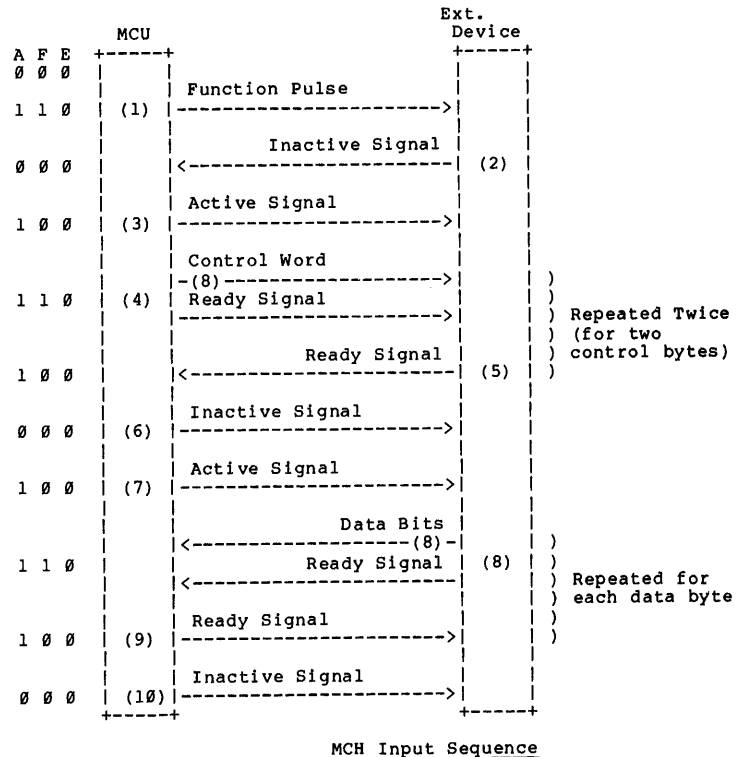 Ext.
MCU Device
A F E +-----+ +-----+
Ø Ø Ø | | | |
Function Pulse
1 1 Ø | (1) |---------------------->| |
Inactive Signal
Ø Ø Ø | |<----------------------| (2) |
Active Signal
1 Ø Ø | (3) |---------------------->| |
Control Word
|-(8)------------------>| | )
1 1 Ø | (4) | Ready Signal | | )
|---------------------->| | ) Repeated Twice
) (for two
Ready Signal ) control bytes)
1 Ø Ø | |<----------------------| (5) | )
Inactive Signal
Ø Ø Ø | (6) |---------------------->| |
Active Signal
1 Ø Ø | (7) |---------------------->| |
Data Bits
|<------------------(8)-| | )
1 1 Ø | | Ready Signal | (8) | )
|<----------------------| | ) Repeated for
) each data byte
Ready Signal )
1 Ø Ø | (9) |---------------------->| | )
Inactive Signal
Ø Ø Ø | (1Ø)|---------------------->| |
+-----+ +-----+
MCH Input Sequence